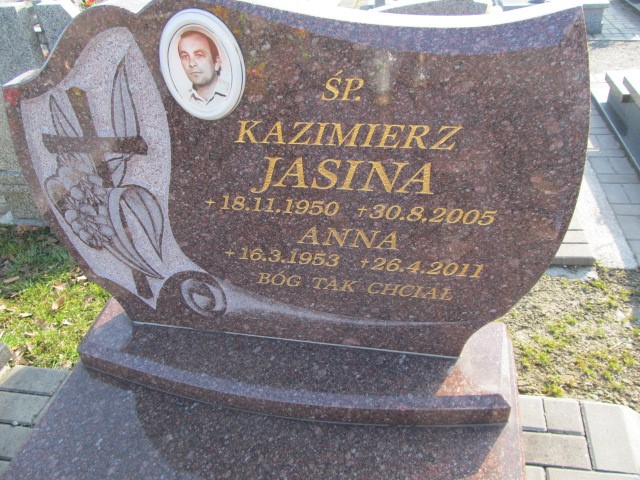 ŚP.
KAZIMIERZ
JASINA
+18.11.1950 +30.8.2005
ANNA
+16.3.1953 +26.4.2011
BÓG TAK CHCIAŁ